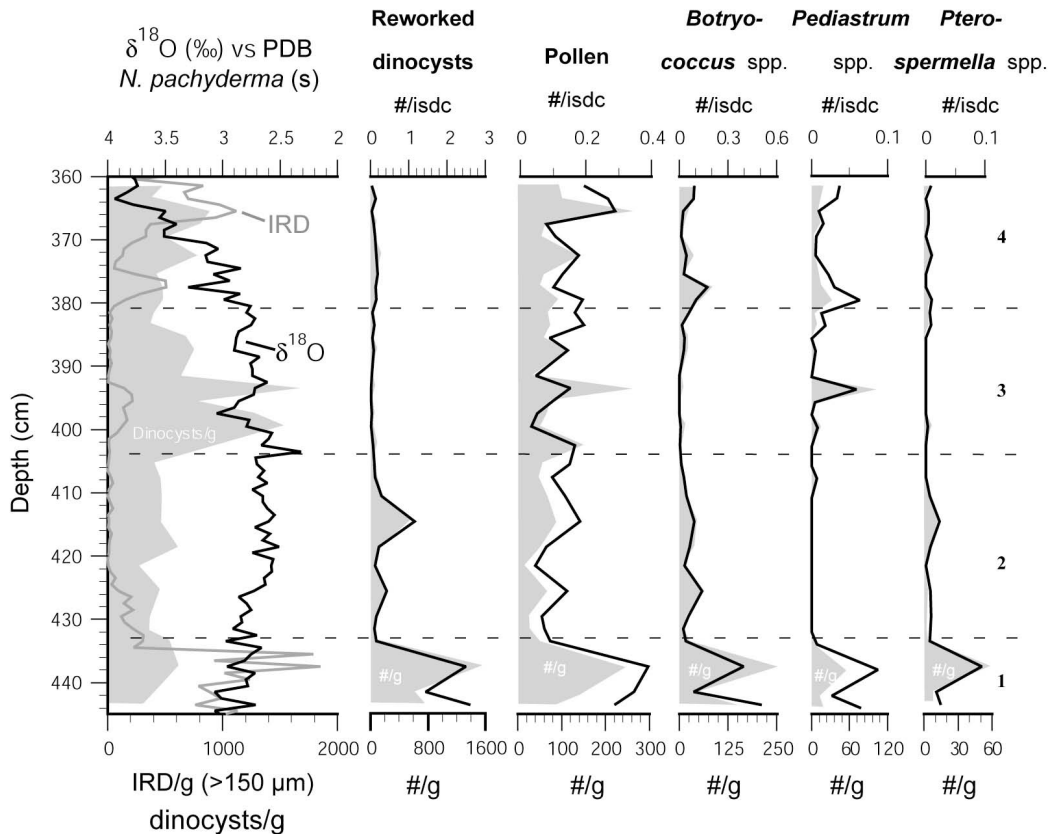 δ18O (‰) vs PDB
N. pachyderma (s)
Reworked
dinocysts
#/isdc
Pollen
#/isdc
Botryo-
coccus spp.
#/isdc
Pediastrum
spp.
#/isdc
Ptero-
spermella spp.
#/isdc
4 3 2
0 1 2 3
0 0.2 0.4
0 0.3 0.6
0 0.1
0 0.1
Depth (cm)
360
370
380
390
400
410
420
430
440
IRD
δ18O
Dinocysts/g
#/g
#/g
#/g
#/g
#/g
4
3
2
1
0 1000 2000
0 800 1600
0 100 200 300
0 125 250
0 60 120
0 30 60
IRD/g (>150 µm)
dinocysts/g
#/g
#/g
#/g
#/g
#/g